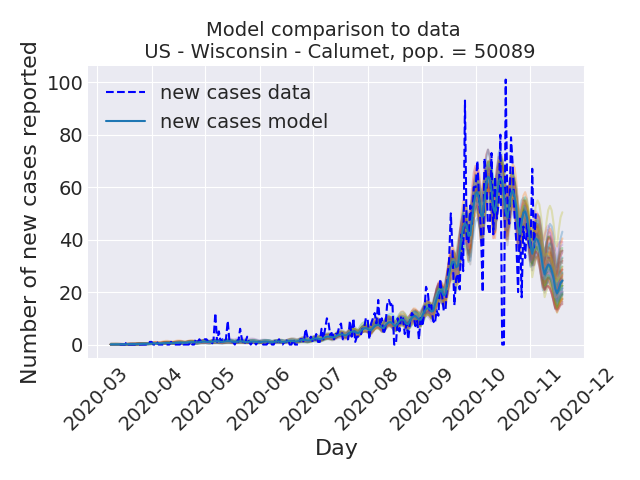 Model comparison to data
US - Wisconsin - Calumet, pop. = 50089
Number of new cases reported
100
80
60
40
20
0
new cases data
new cases model
2020-03
2020-04
2020-05
2020-06
2020-07
2020-08
2020-09
2020-10
2020-11
2020-12
Day